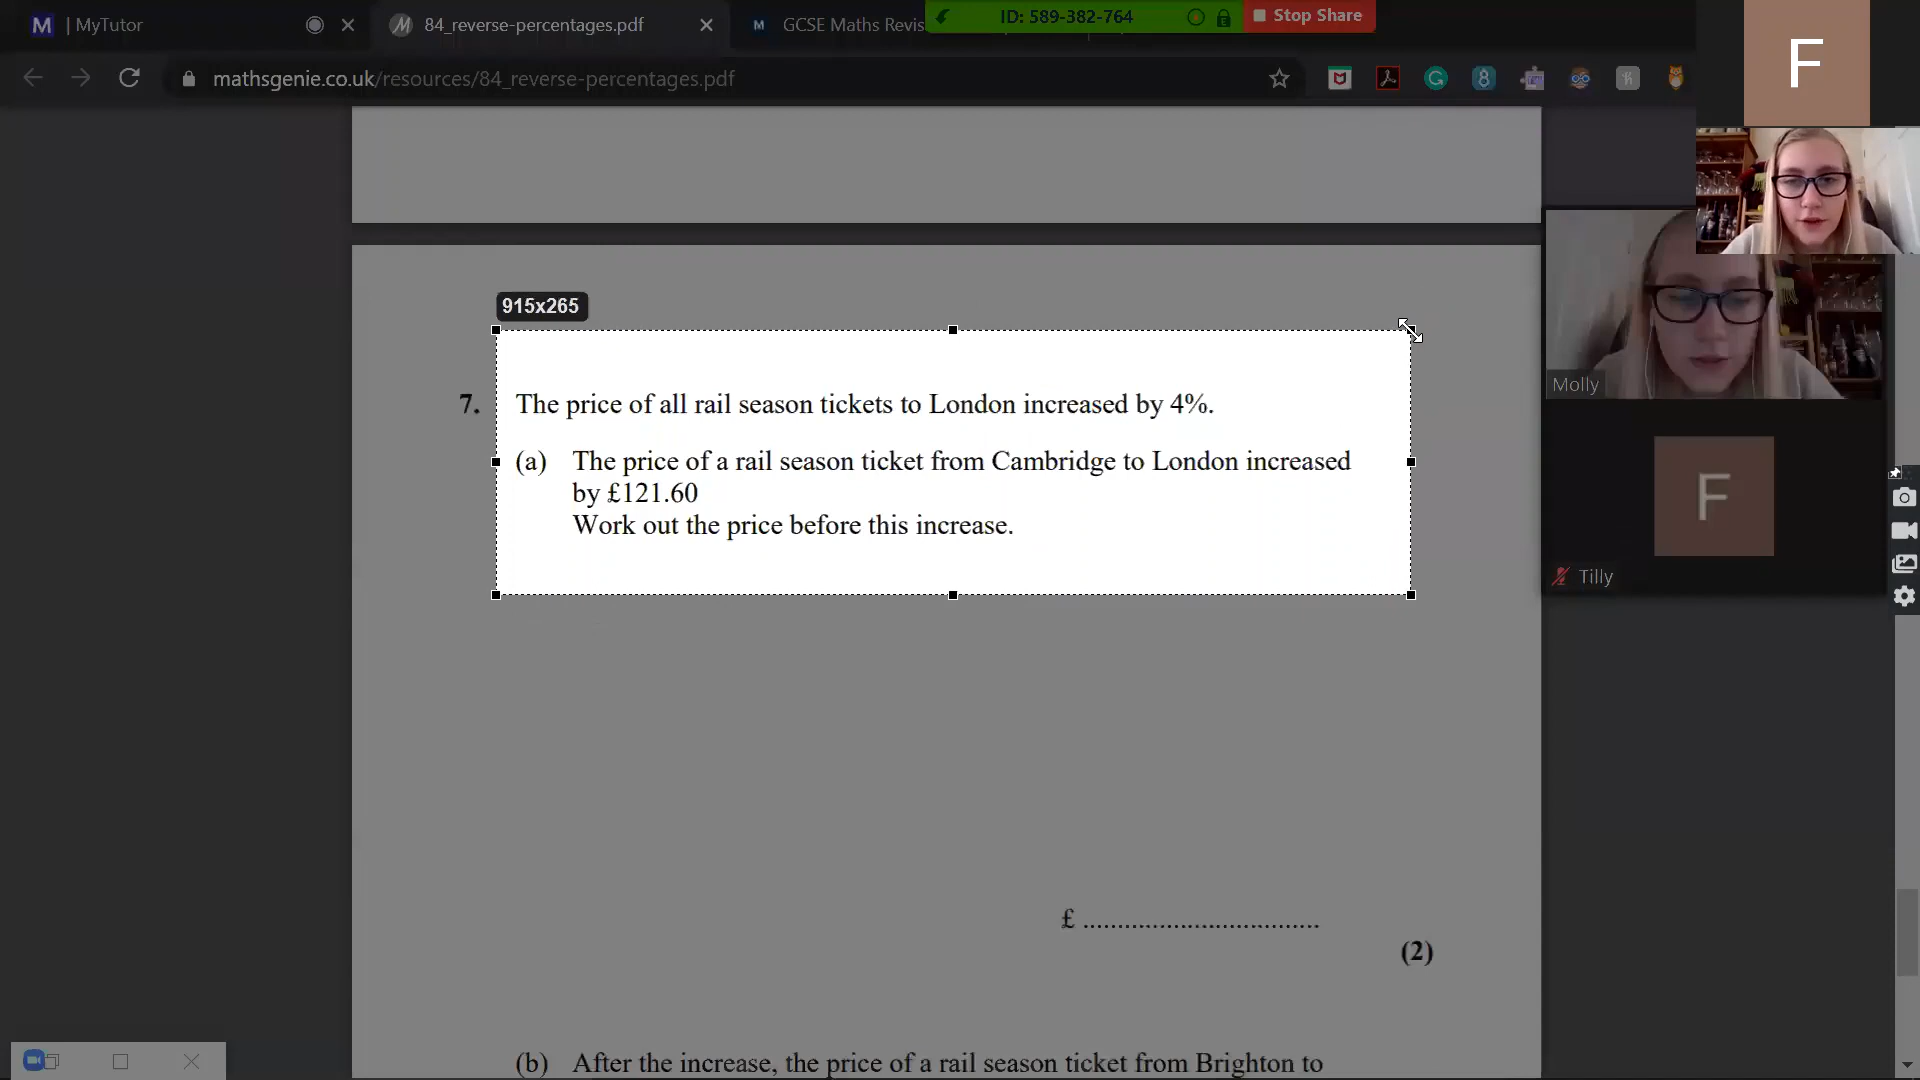 | MyTutor
84_reverse-percentages.pdf
GCSE Maths Revis
ID: 589-382-764
Stop Share
mathsgenie.co.uk/resources/84_reverse-percentages.pdf
F
915x265
7. The price of all rail season tickets to London increased by 4%.
(a) The price of a rail season ticket from Cambridge to London increased
by £121.60
Work out the price before this increase.
Molly
F
Tilly
£ ..................................
(2)
(b) After the increase, the price of a rail season ticket from Brighton to